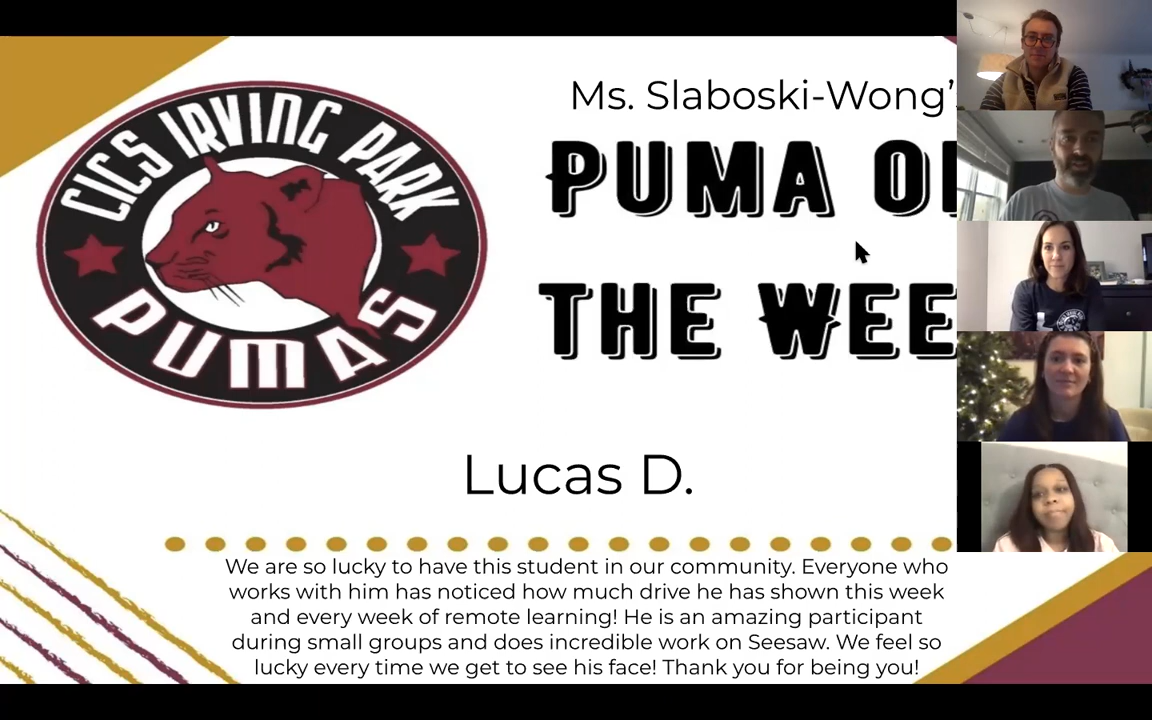 CICS IRVING PARK
PUMAS
Ms. Slaboski-Wong’
PUMA OF
THE WEE
Lucas D.
We are so lucky to have this student in our community. Everyone who
works with him has noticed how much drive he has shown this week
and every week of remote learning! He is an amazing participant
during small groups and does incredible work on Seesaw. We feel so
lucky every time we get to see his face! Thank you for being you!